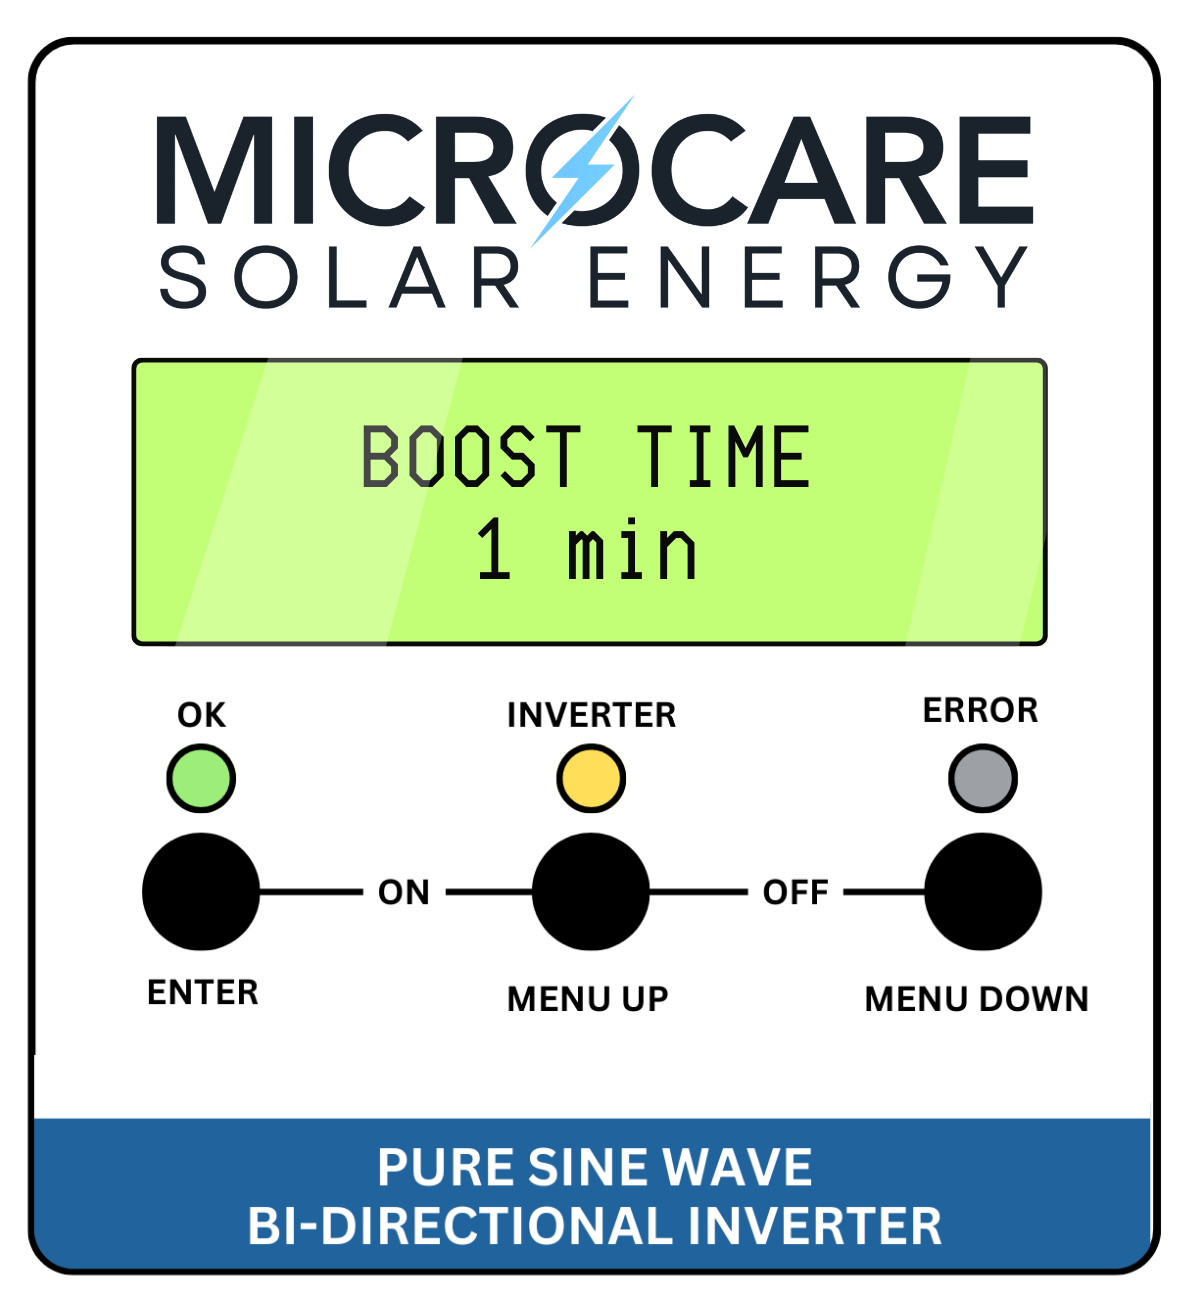 MICROCARE
SOLAR ENERGY
BOOST TIME
1 min
OK INVERTER ERROR
ON OFF
ENTER MENU UP MENU DOWN
PURE SINE WAVE
BI-DIRECTIONAL INVERTER